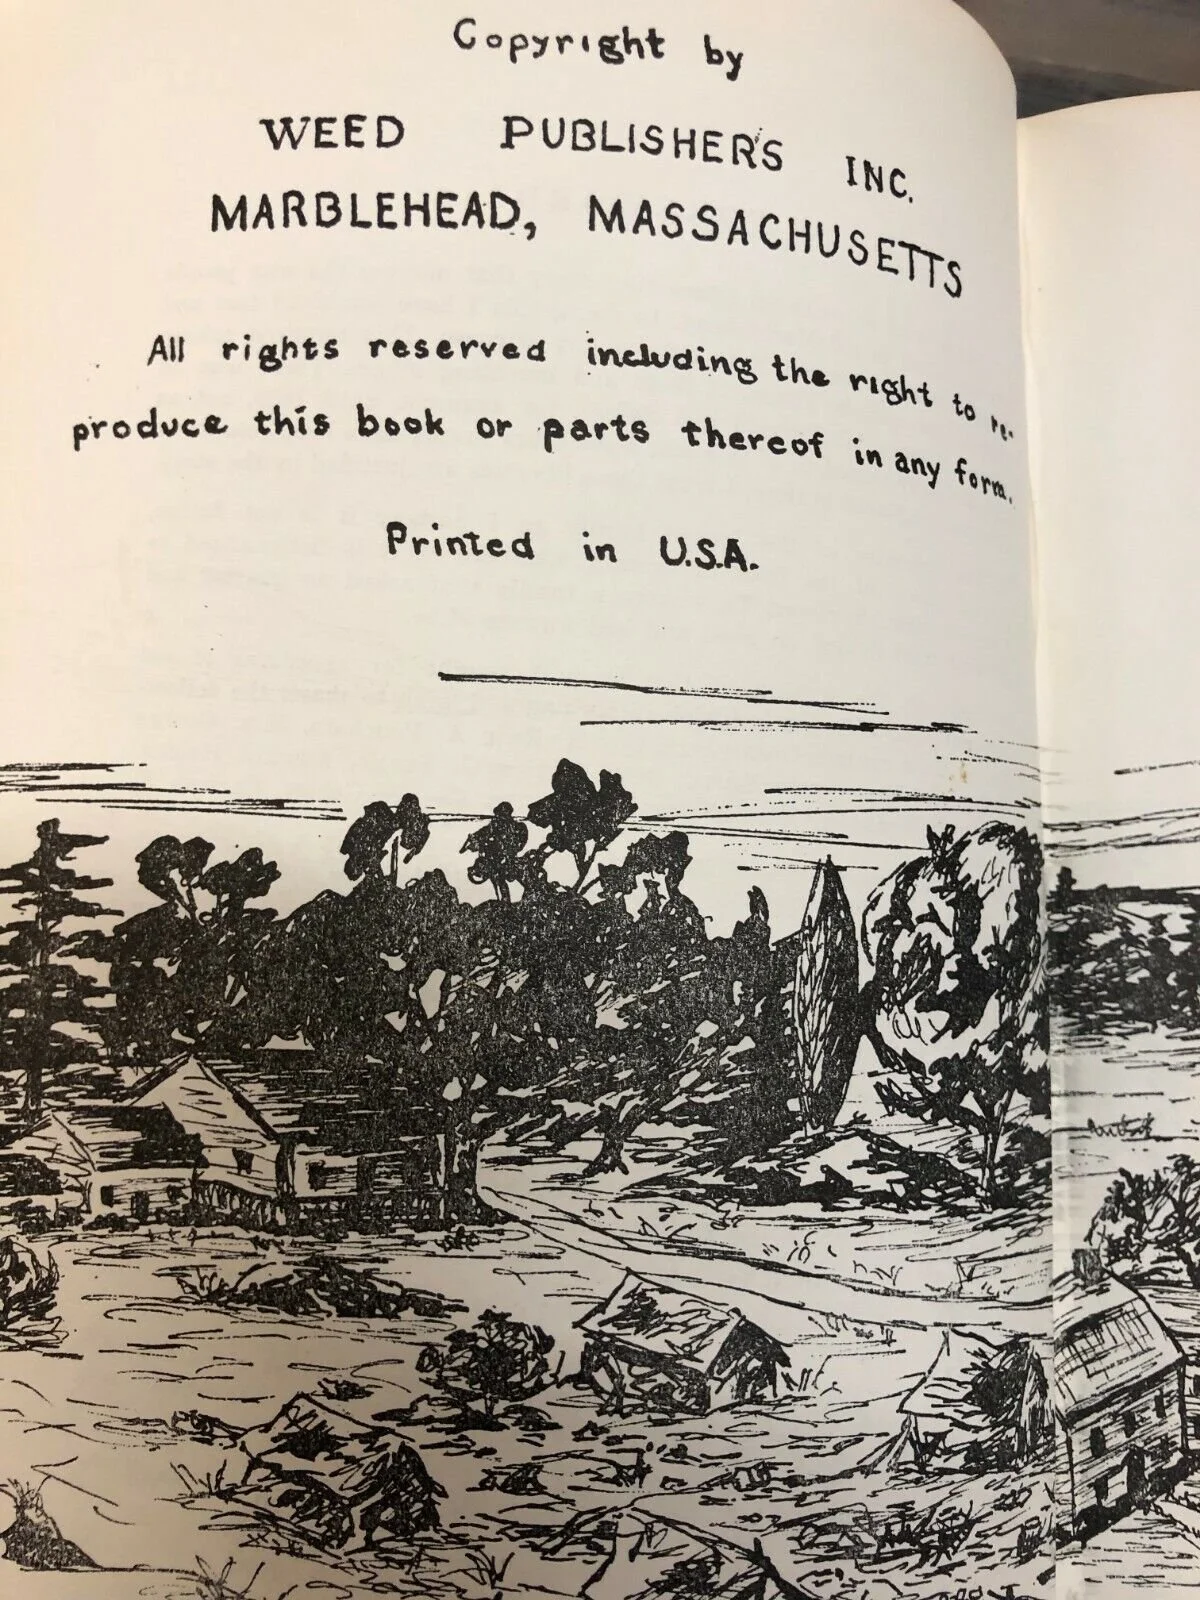 Copyright by
WEED PUBLISHER'S INC.
MARBLEHEAD, MASSACHUSETTS
All rights reserved including the right to re-
produce this book or parts thereof in any form.
Printed in U.S.A.